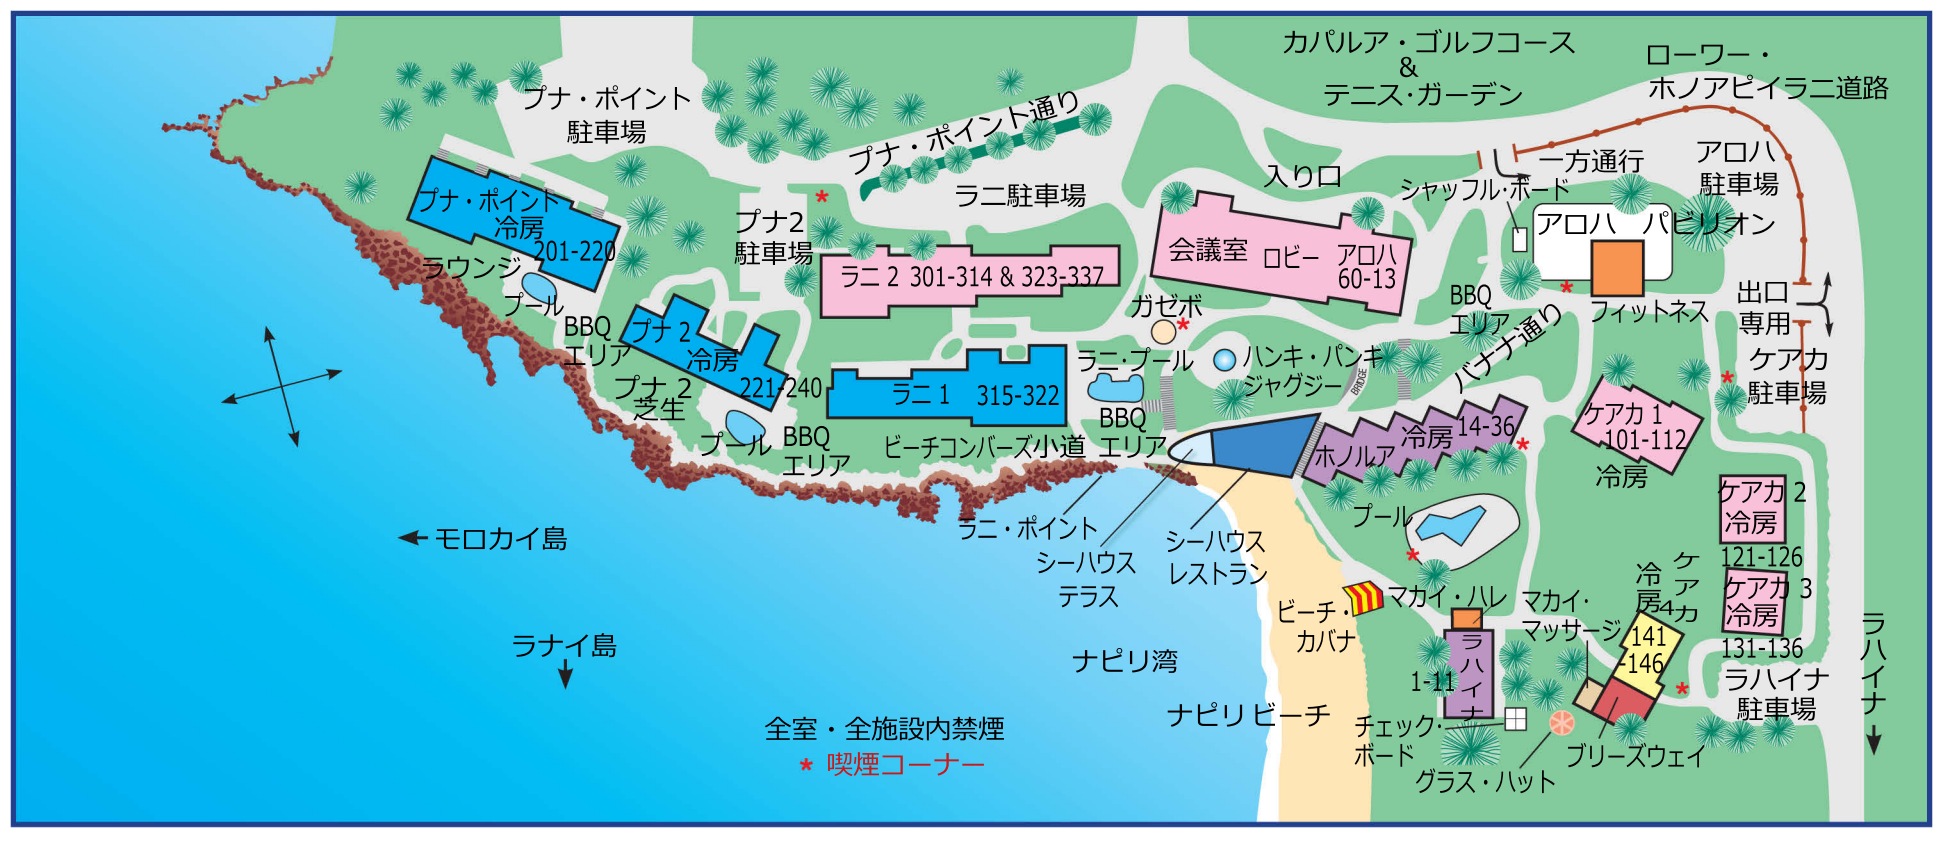 カパルア・ゴルフコース
&
テニス・ガーデン
ローワー・
ホノアピイラニ道路
プナ・ポイント
駐車場
プナ・ポイント通り
ラニ駐車場
入り口
一方通行
シャッフル・ボード
アロハ
駐車場
アロハ パビリオン
フィットネス
出口
専用
ケアカ
駐車場
プナ・ポイント
冷房
201-220
ラウンジ
プール
BBQ
エリア
プナ2
駐車場
プナ 2
冷房
221-240
プナ 2
芝生
プール
BBQ
エリア
ラニ 2 301-314 & 323-337
ラニ 1 315-322
ビーチコンバーズ小道
会議室
ロビー
アロハ
60-13
ガゼボ
ラニ・プール
BBQ
エリア
ハンキ・パンキ
ジャグジー
BRIDGE
BBQ
エリア
バナナ通り
ホノルア
冷房
14-36
ケアカ 1
101-112
冷房
ケアカ 2
冷房
121-126
ケアカ 3
冷房
131-136
ケアカ 4
冷房
141
-146
ラハイナ
駐車場
ラハイナ
プール
ラニ・ポイント
シーハウス
テラス
シーハウス
レストラン
ビーチ・
カバナ
マカイ・ハレ
マカイ・
マッサージ
ラハイナ
1-11
チェック・
ボード
グラス・ハット
ブリーズウェイ
モロカイ島
ラナイ島
ナピリ湾
ナピリ ビーチ
全室・全施設内禁煙
* 喫煙コーナー